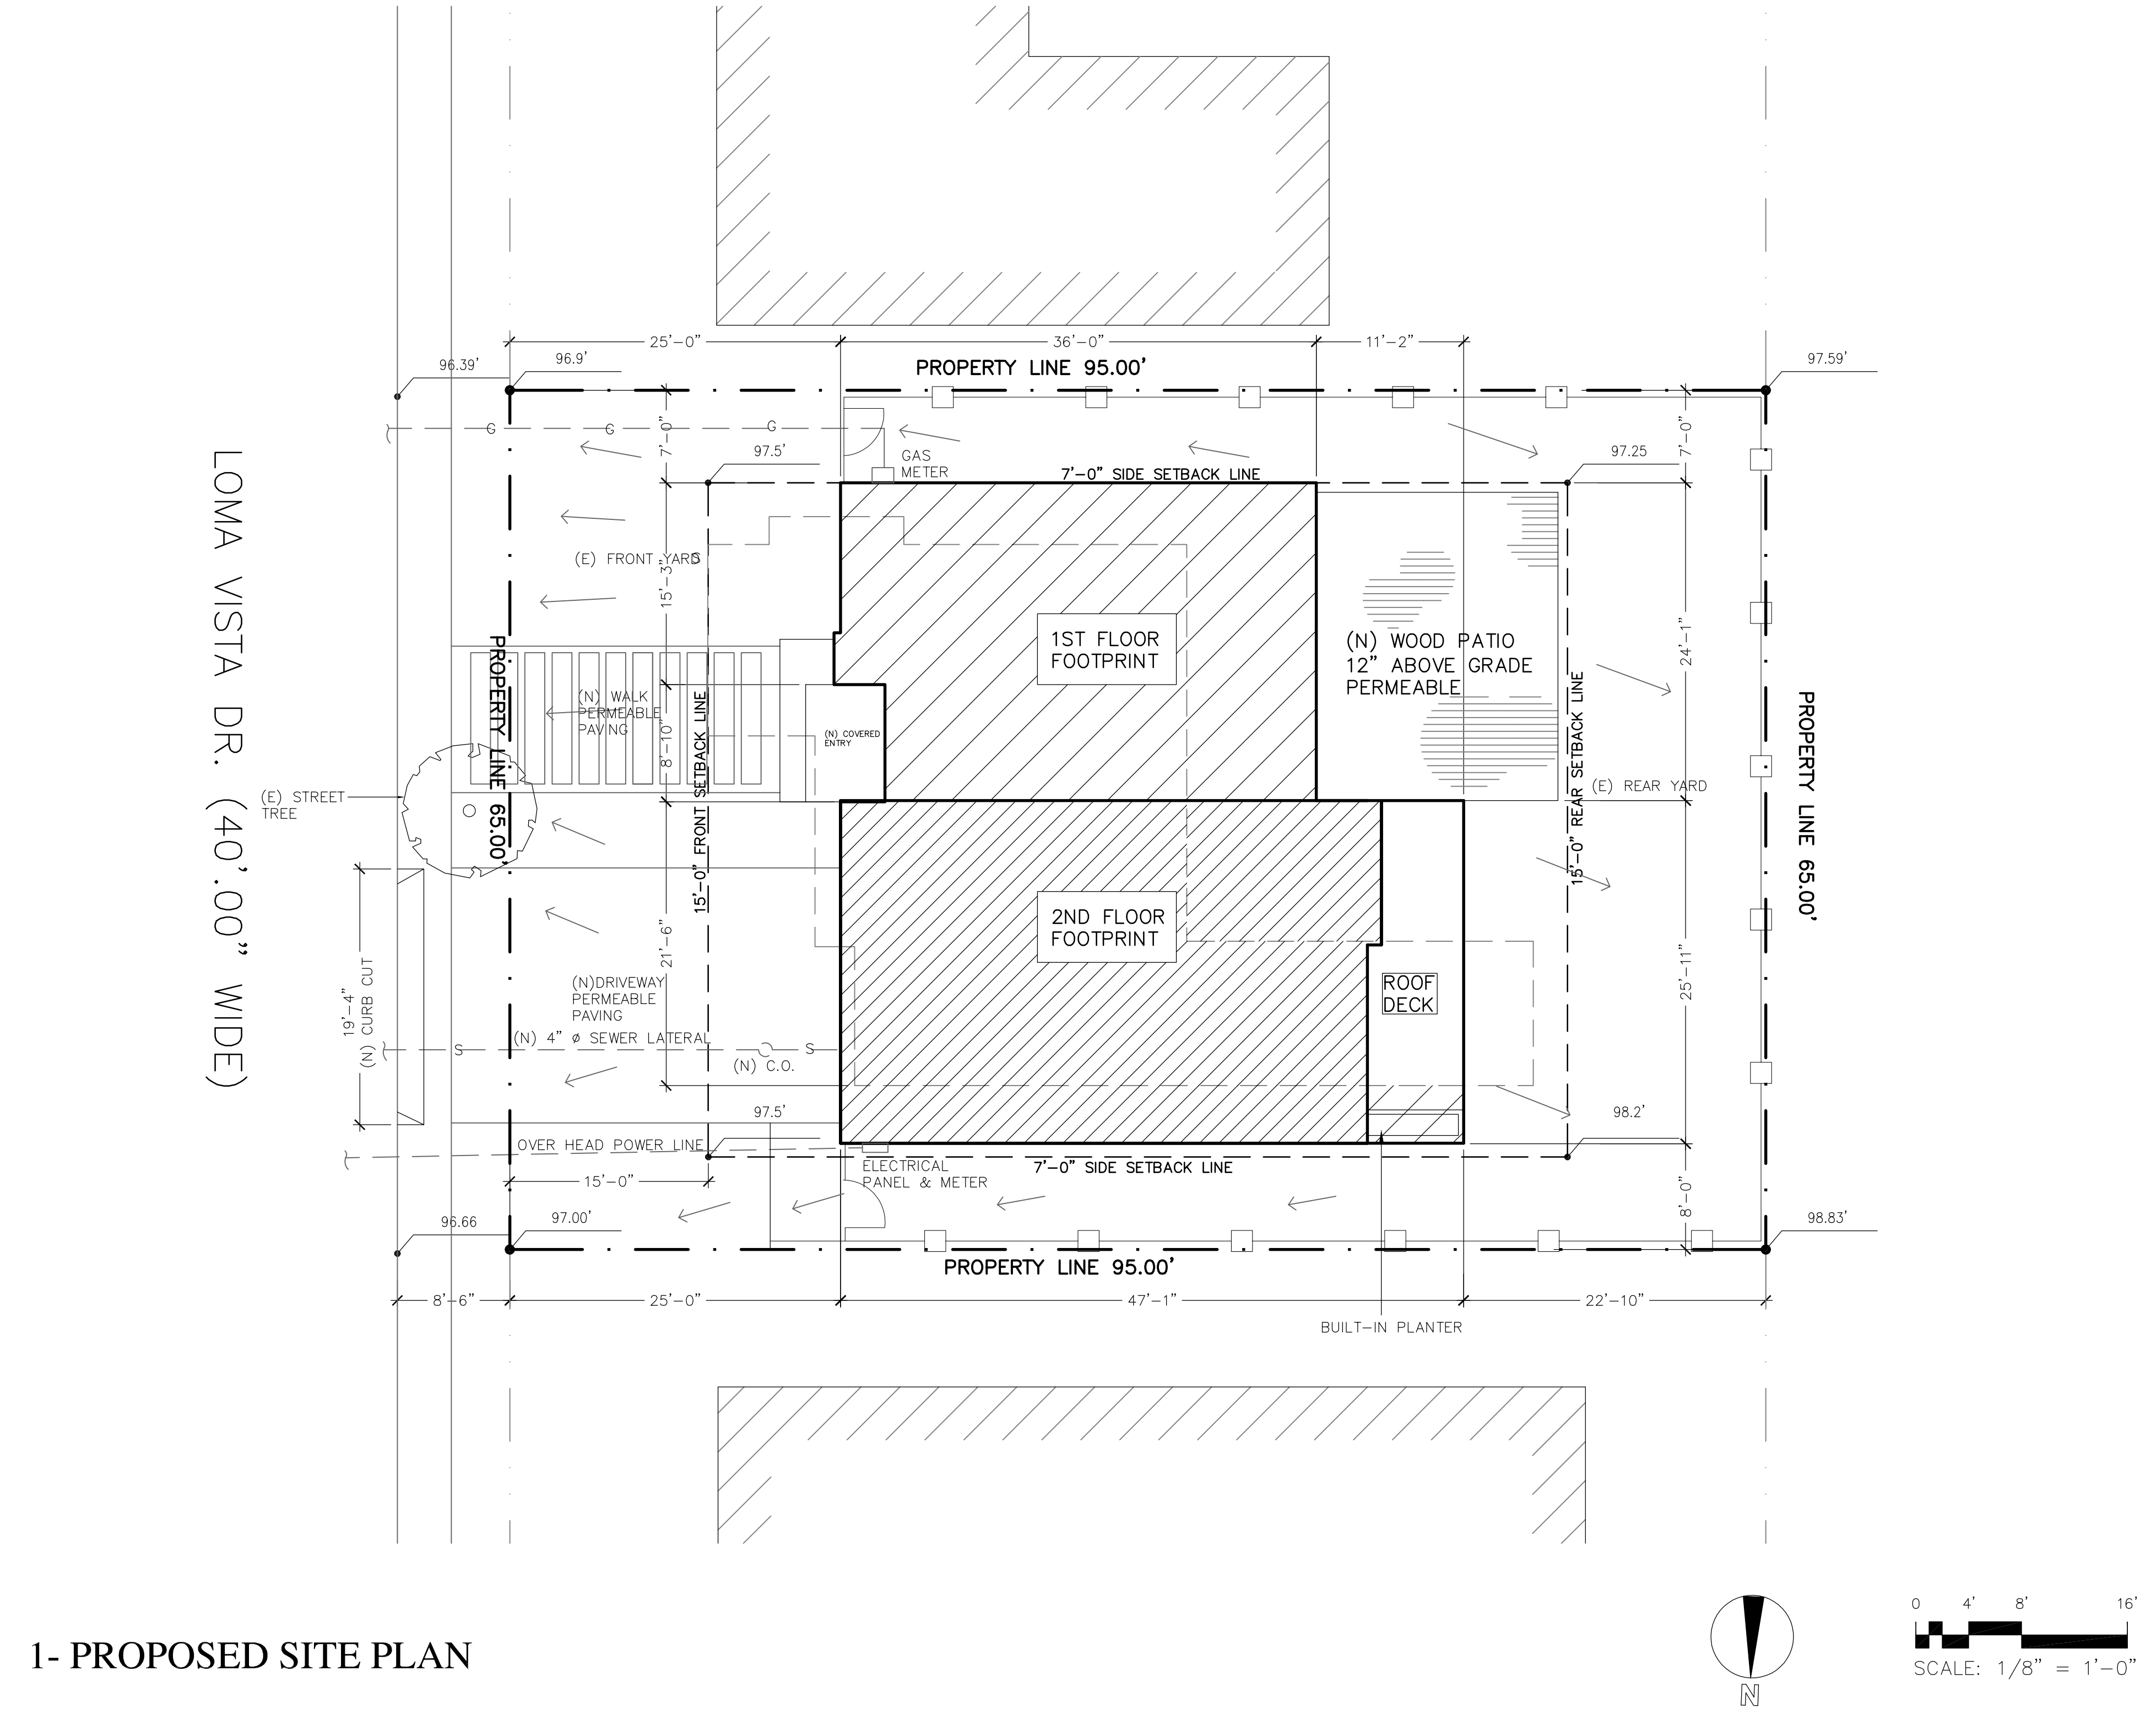 25'-0"
36'-0"
11'-2"
96.39'
96.9'
PROPERTY LINE 95.00'
97.59'
G
G
G
7'-0"
7'-0"
97.5'
GAS
METER
7'-0" SIDE SETBACK LINE
97.25
(E) FRONT YARD
S
15'-3"
1ST FLOOR
FOOTPRINT
(N) WOOD PATIO
12" ABOVE GRADE
PERMEABLE
24'-1"
LOMA VISTA DR. (40'.00" WIDE)
PROPERTY LINE 65.00'
(N) WALK
PERMEABLE
PAVING
8'-10"
15'-0" FRONT SETBACK LINE
(N) COVERED
ENTRY
15'-0" REAR SETBACK LINE
PROPERTY LINE 65.00'
(E) REAR YARD
(E) STREET
TREE
2ND FLOOR
FOOTPRINT
21'-6"
25'-11"
19'-4"
(N) CURB CUT
(N)DRIVEWAY
PERMEABLE
PAVING
ROOF
DECK
(N) 4" ø SEWER LATERAL
S
S
(N) C.O.
97.5'
98.2'
OVER HEAD POWER LINE
ELECTRICAL
PANEL & METER
7'-0" SIDE SETBACK LINE
15'-0"
8'-0"
96.66
97.00'
98.83'
PROPERTY LINE 95.00'
8'-6"
25'-0"
47'-1"
22'-10"
BUILT-IN PLANTER
0 4' 8' 16'
SCALE: 1/8" = 1'-0"
N
1- PROPOSED SITE PLAN